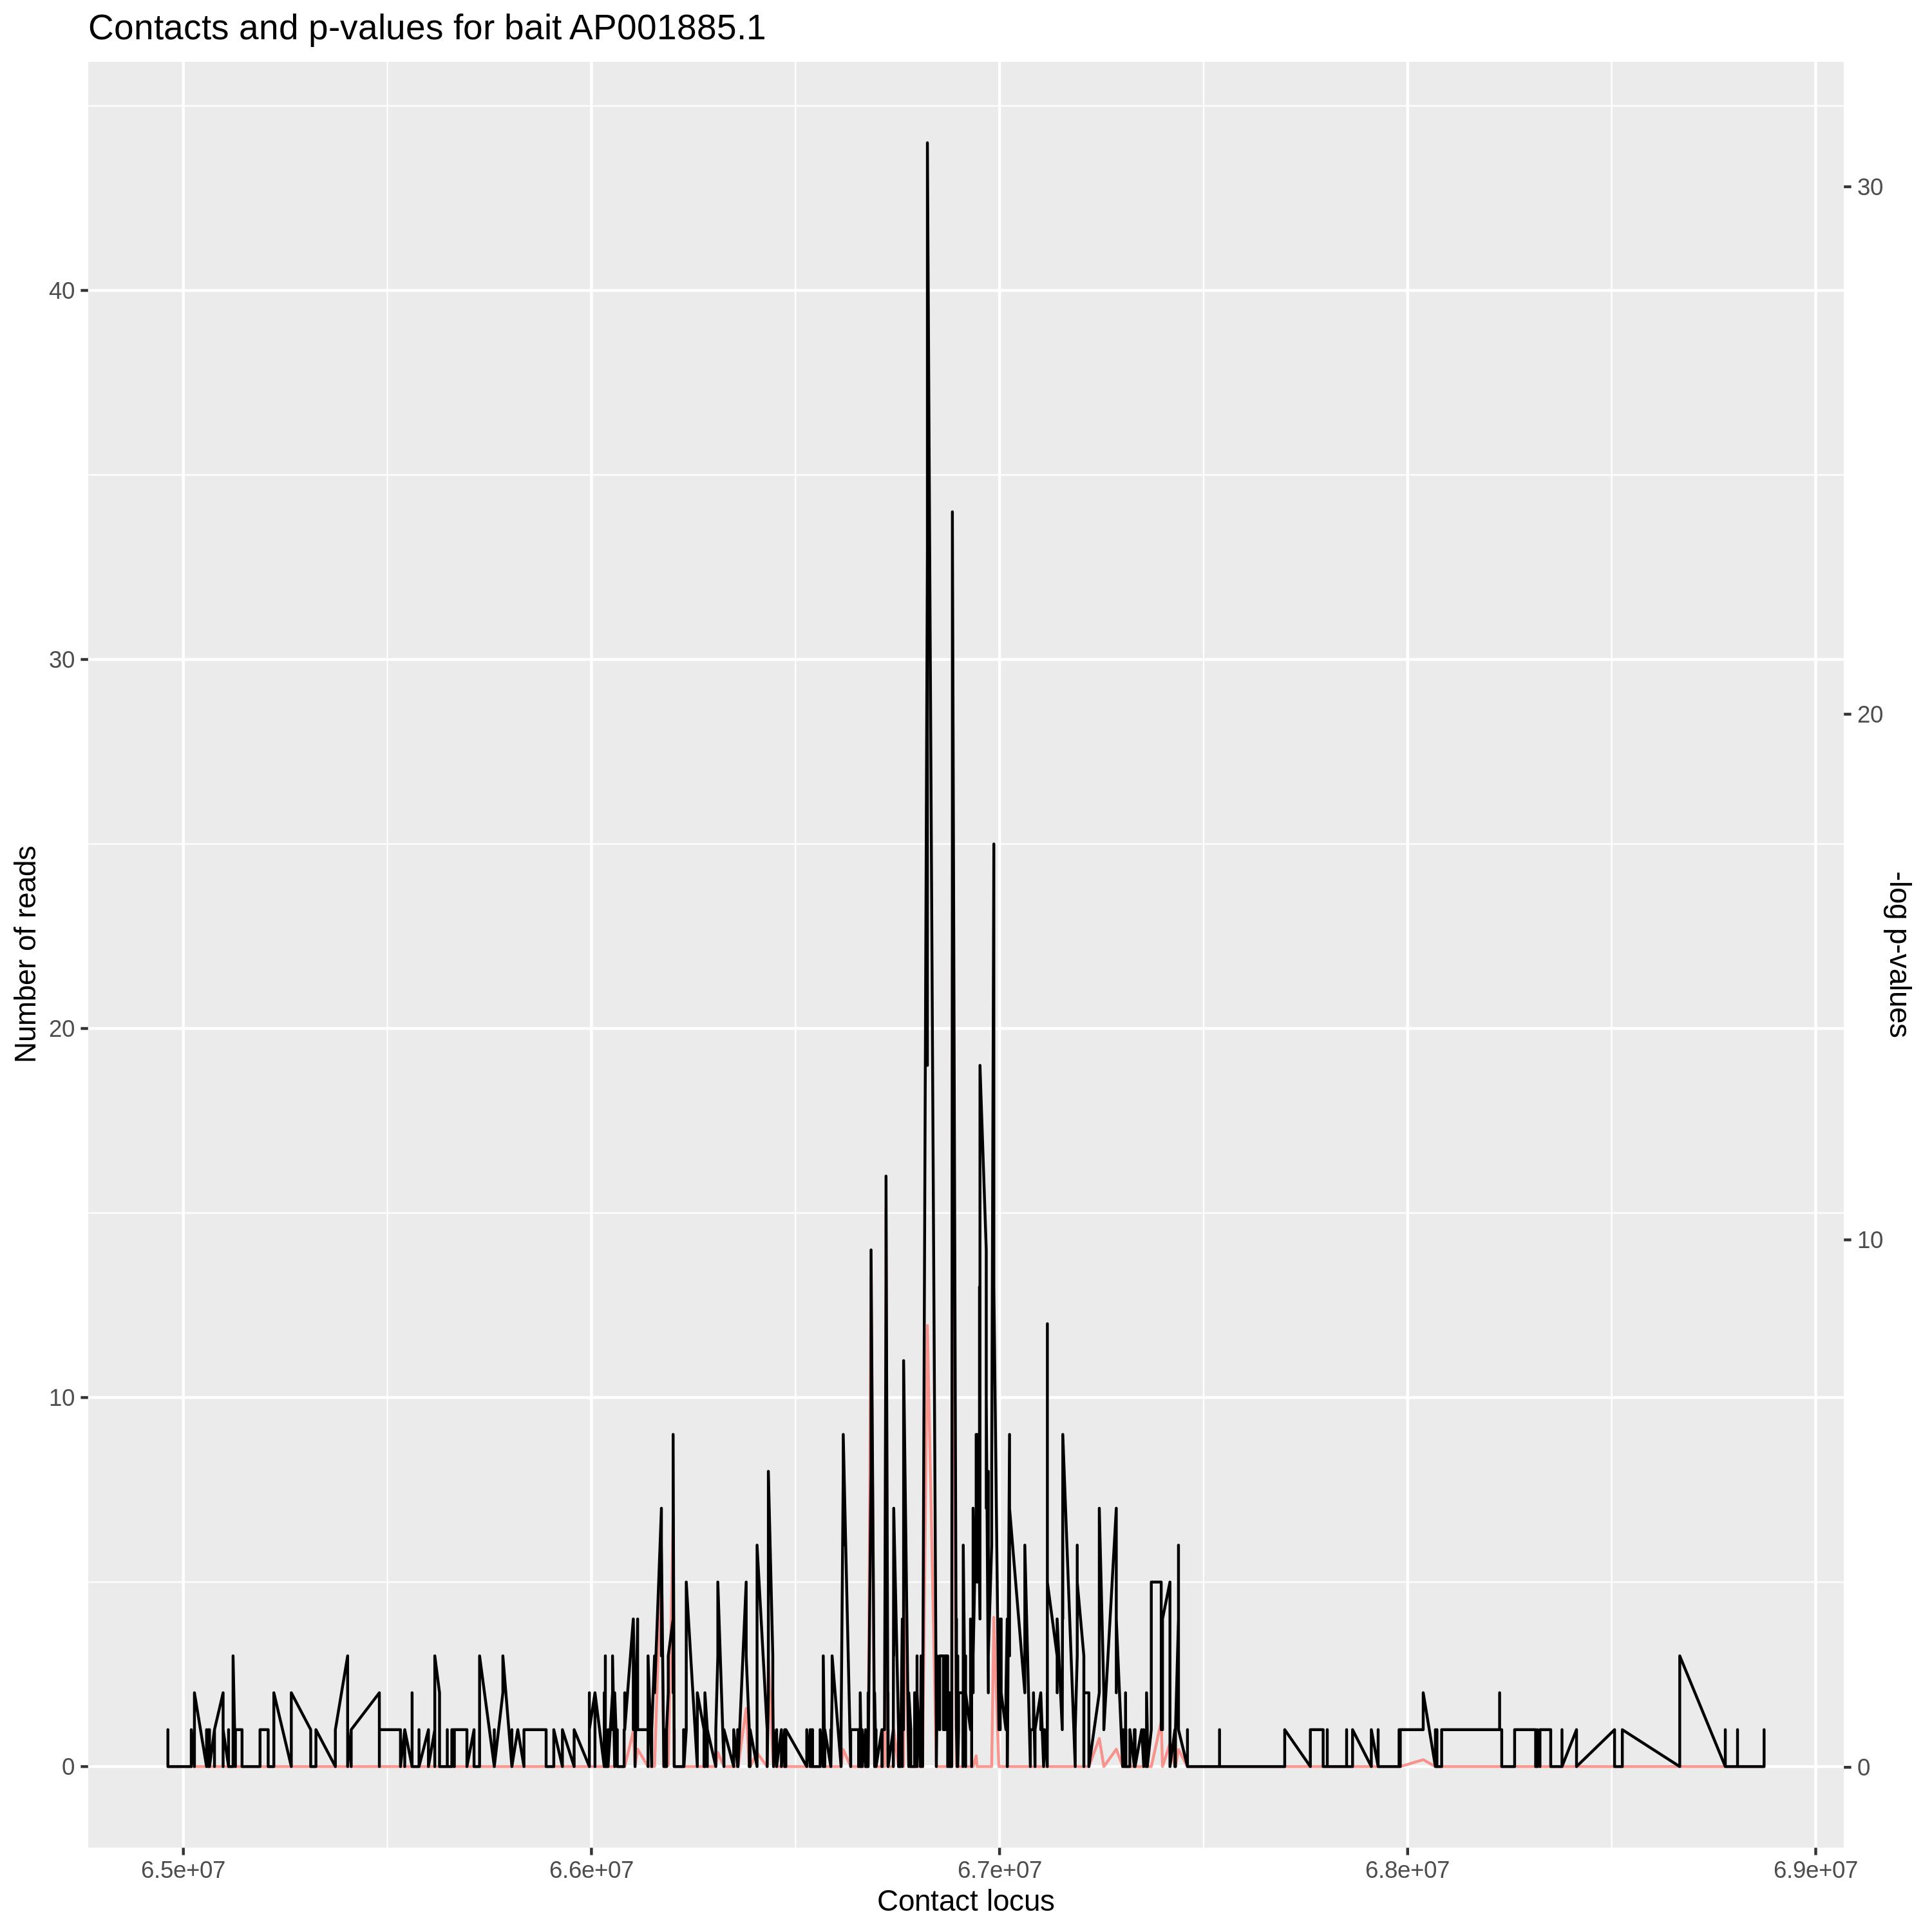 Contacts and p-values for bait AP001885.1
40
30
20
10
0
30
20
10
0
Number of reads
-log p-values
6.5e+07 6.6e+07 6.7e+07 6.8e+07 6.9e+07
Contact locus